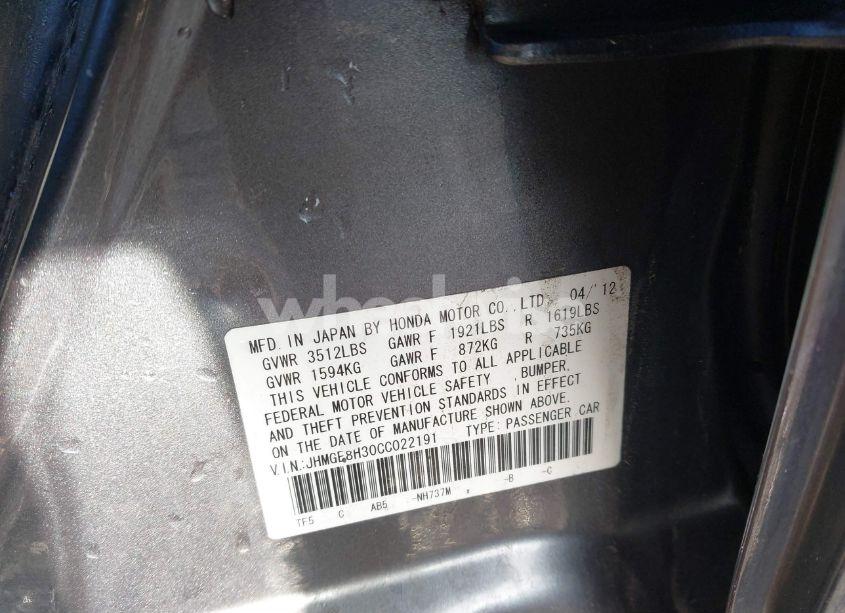 MFD. IN JAPAN BY HONDA MOTOR CO., LTD. 04/'12
GVWR 3512LBS GAWR F 1921LBS R 1619LBS
GVWR 1594KG GAWR F 872KG R 735KG
THIS VEHICLE CONFORMS TO ALL APPLICABLE
FEDERAL MOTOR VEHICLE SAFETY ,BUMPER,
AND THEFT PREVENTION STANDARDS IN EFFECT
ON THE DATE OF MANUFACTURE SHOWN ABOVE.
V.I.N.:JHMGE8H30CC022191 TYPE: PASSENGER CAR
TF5 C AB5 -NH737M -B -C